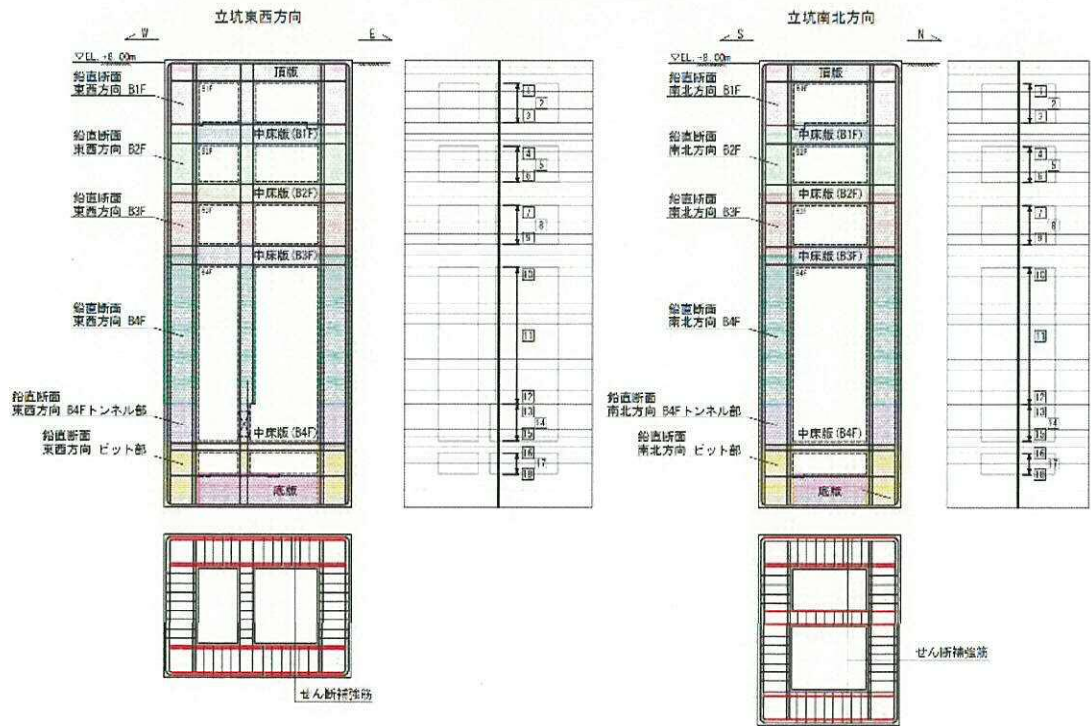 立坑東西方向
W
E
▽EL.+8.00m
頂版
鉛直断面
東西方向 B1F
B1F
中床版(B1F)
鉛直断面
東西方向 B2F
B2F
中床版(B2F)
鉛直断面
東西方向 B3F
中床版(B3F)
鉛直断面
東西方向 B4F
B4F
鉛直断面
東西方向 B4Fトンネル部
中床版(B4F)
鉛直断面
東西方向 ピット部
底版
1
2
3
4
5
6
7
8
9
10
11
12
13
14
15
16
17
18
せん断補強筋
立坑南北方向
S
N
▽EL.+8.00m
頂版
鉛直断面
南北方向 B1F
中床版(B1F)
鉛直断面
南北方向 B2F
B2F
中床版(B2F)
鉛直断面
南北方向 B3F
中床版(B3F)
鉛直断面
南北方向 B4F
B4F
鉛直断面
南北方向 B4Fトンネル部
中床版(B4F)
鉛直断面
南北方向 ピット部
底版
1
2
3
4
5
6
7
8
9
10
11
12
13
14
15
16
17
18
せん断補強筋